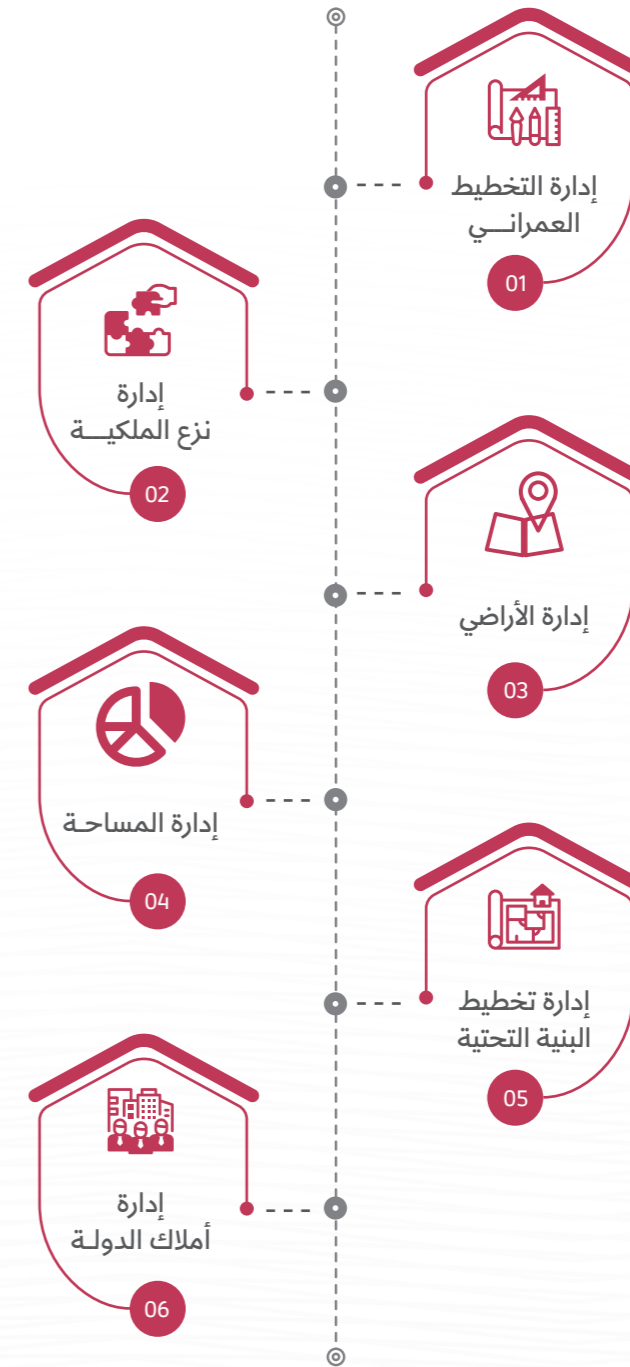 إدارة التخطيط
العمرانــي
01
إدارة
نزع الملكيــة
02
إدارة الأراضي
03
إدارة المساحـة
04
إدارة تخطيط
البنية التحتية
05
إدارة
أملاك الدولـة
06